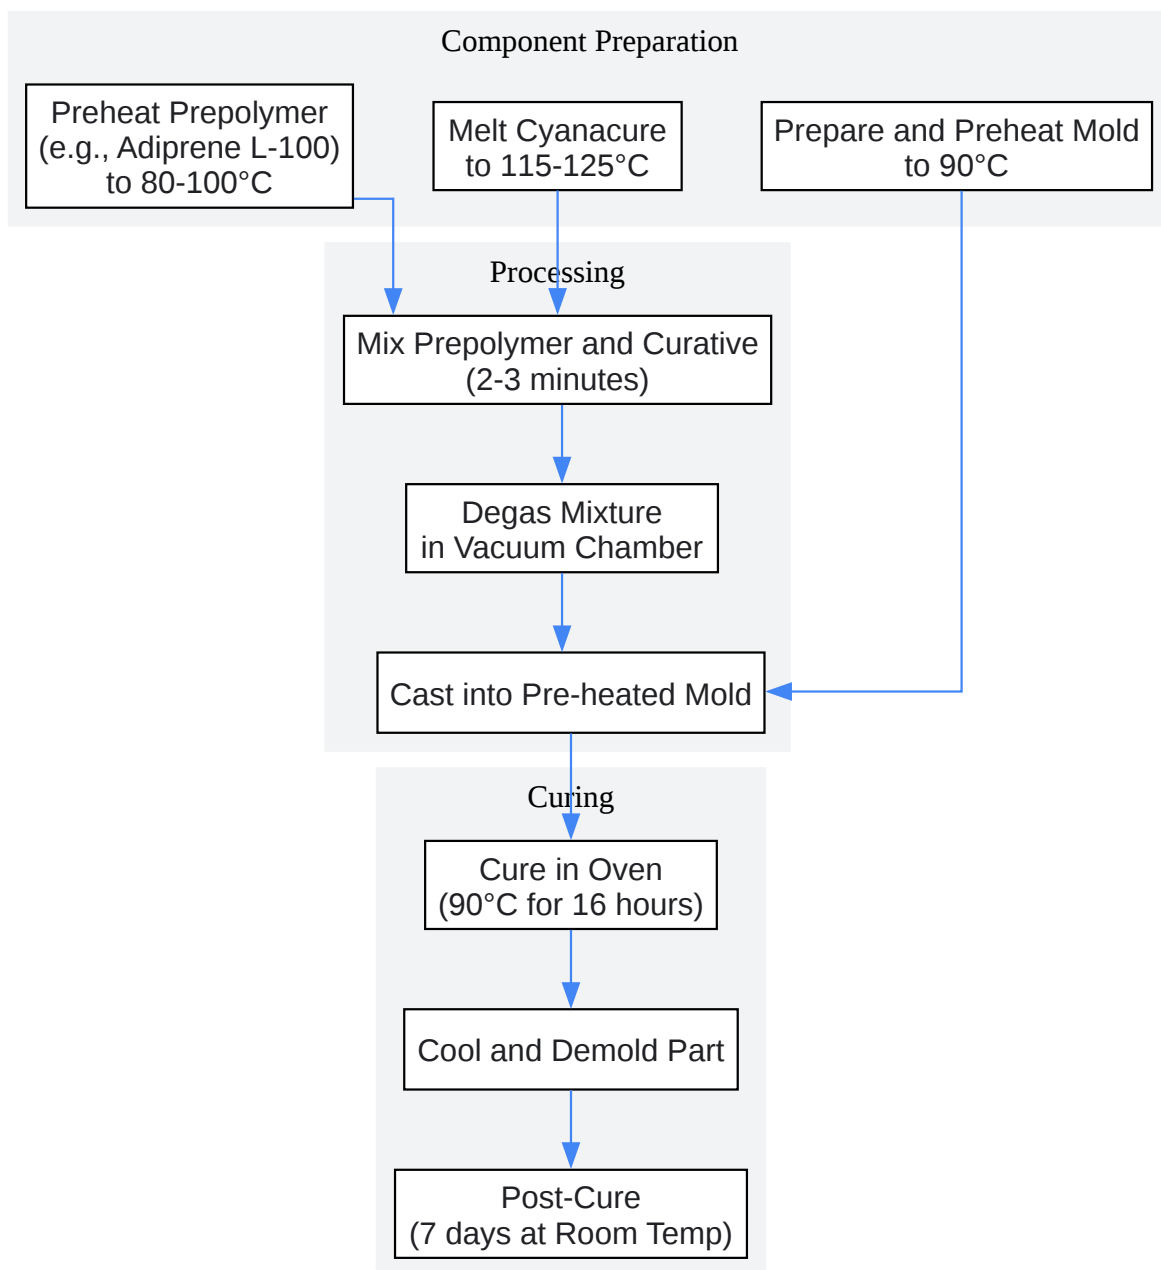 Component Preparation
Preheat Prepolymer
(e.g., Adiprene L-100)
to 80-100°C
Melt Cyanacure
to 115-125°C
Prepare and Preheat Mold
to 90°C
Processing
Mix Prepolymer and Curative
(2-3 minutes)
Degas Mixture
in Vacuum Chamber
Cast into Pre-heated Mold
Curing
Cure in Oven
(90°C for 16 hours)
Cool and Demold Part
Post-Cure
(7 days at Room Temp)